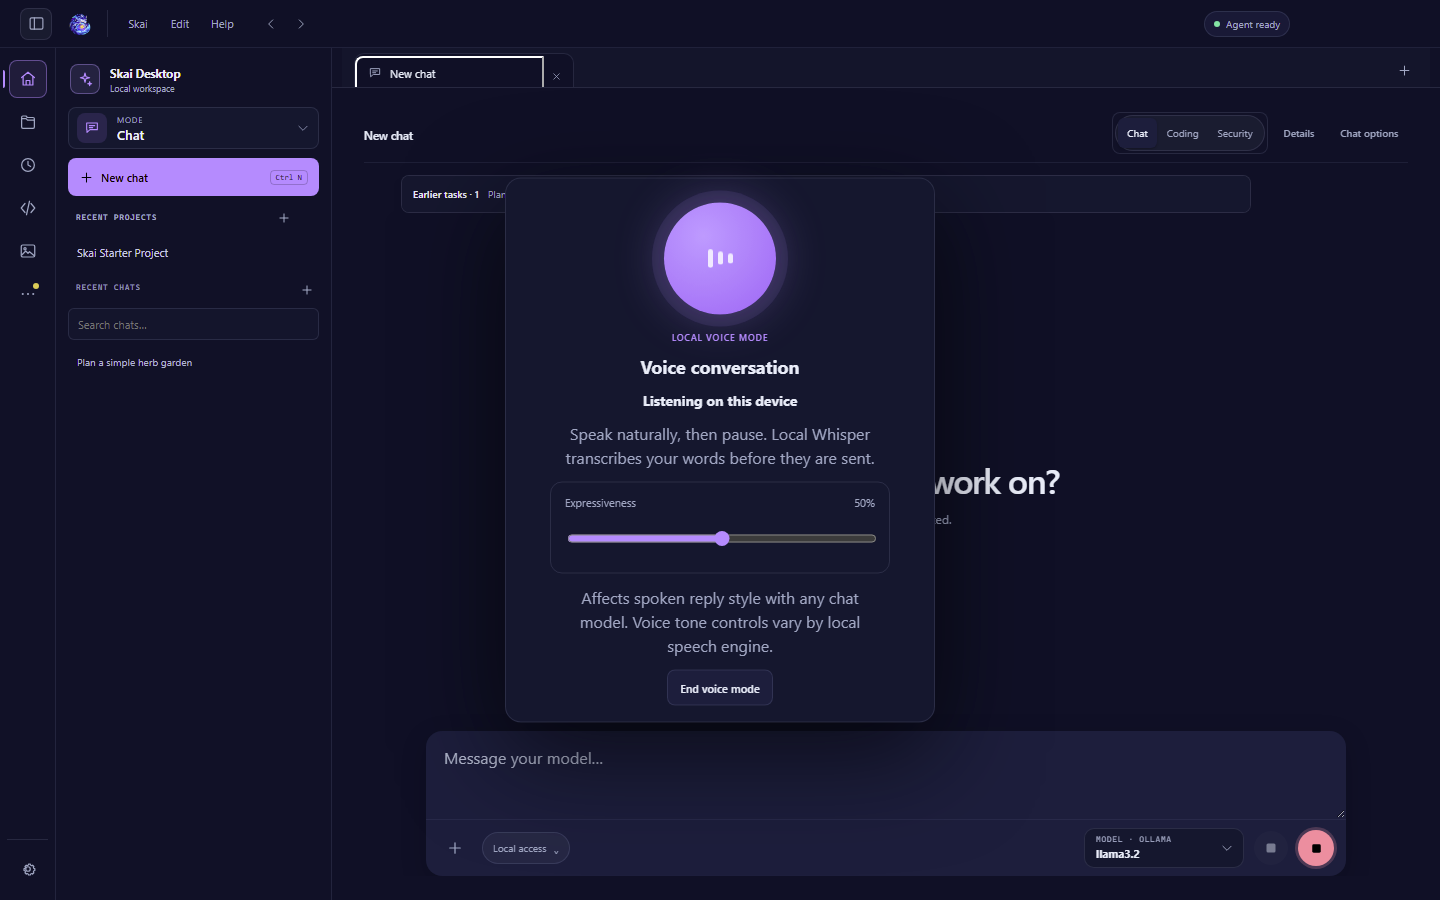 Skai Edit Help
Agent ready
Skai Desktop
Local workspace
MODE
Chat
New chat Ctrl N
RECENT PROJECTS
Skai Starter Project
RECENT CHATS
Search chats...
Plan a simple herb garden
New chat
New chat
Chat Coding Security Details Chat options
Earlier tasks · 1
LOCAL VOICE MODE
Voice conversation
Listening on this device
Speak naturally, then pause. Local Whisper
transcribes your words before they are sent.
Expressiveness 50%
Affects spoken reply style with any chat
model. Voice tone controls vary by local
speech engine.
End voice mode
work on?
Message your model...
Local access
MODEL · OLLAMA
llama3.2